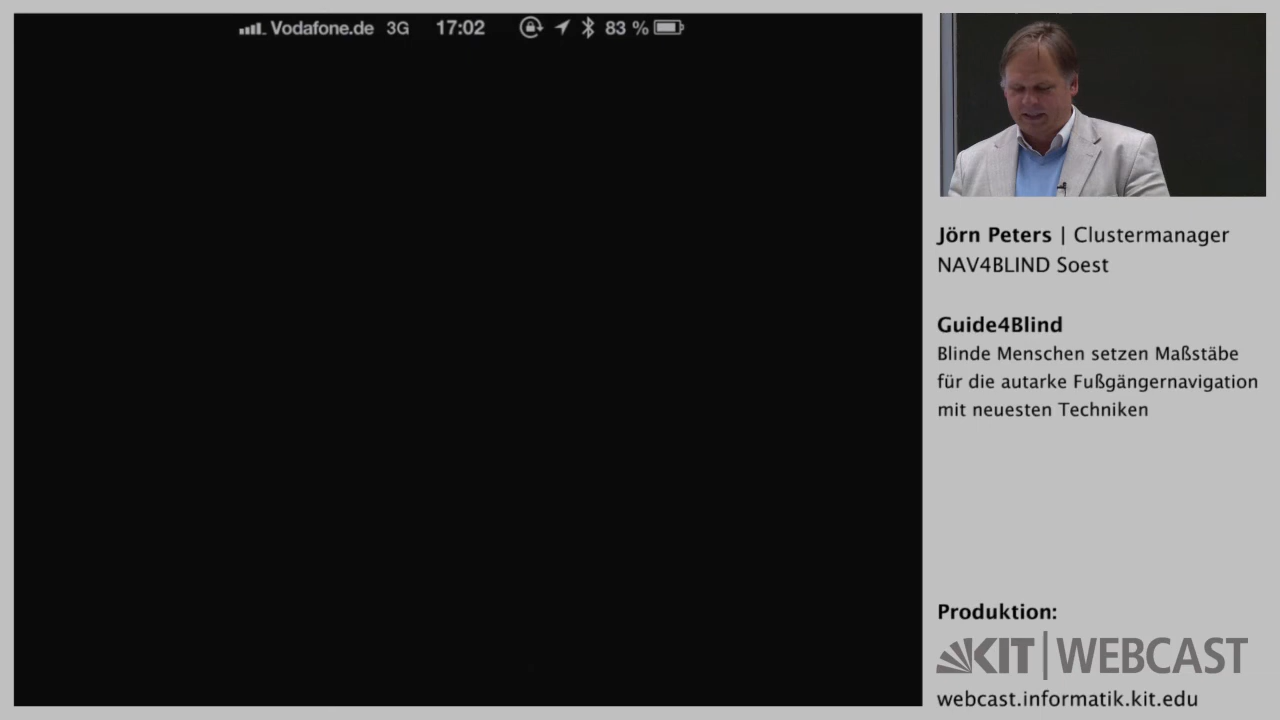 Vodafone.de 3G 17:02 83 %
Jörn Peters | Clustermanager
NAV4BLIND Soest
Guide4Blind
Blinde Menschen setzen Maßstäbe
für die autarke Fußgängernavigation
mit neuesten Techniken
Produktion:
KIT | WEBCAST
webcast.informatik.kit.edu